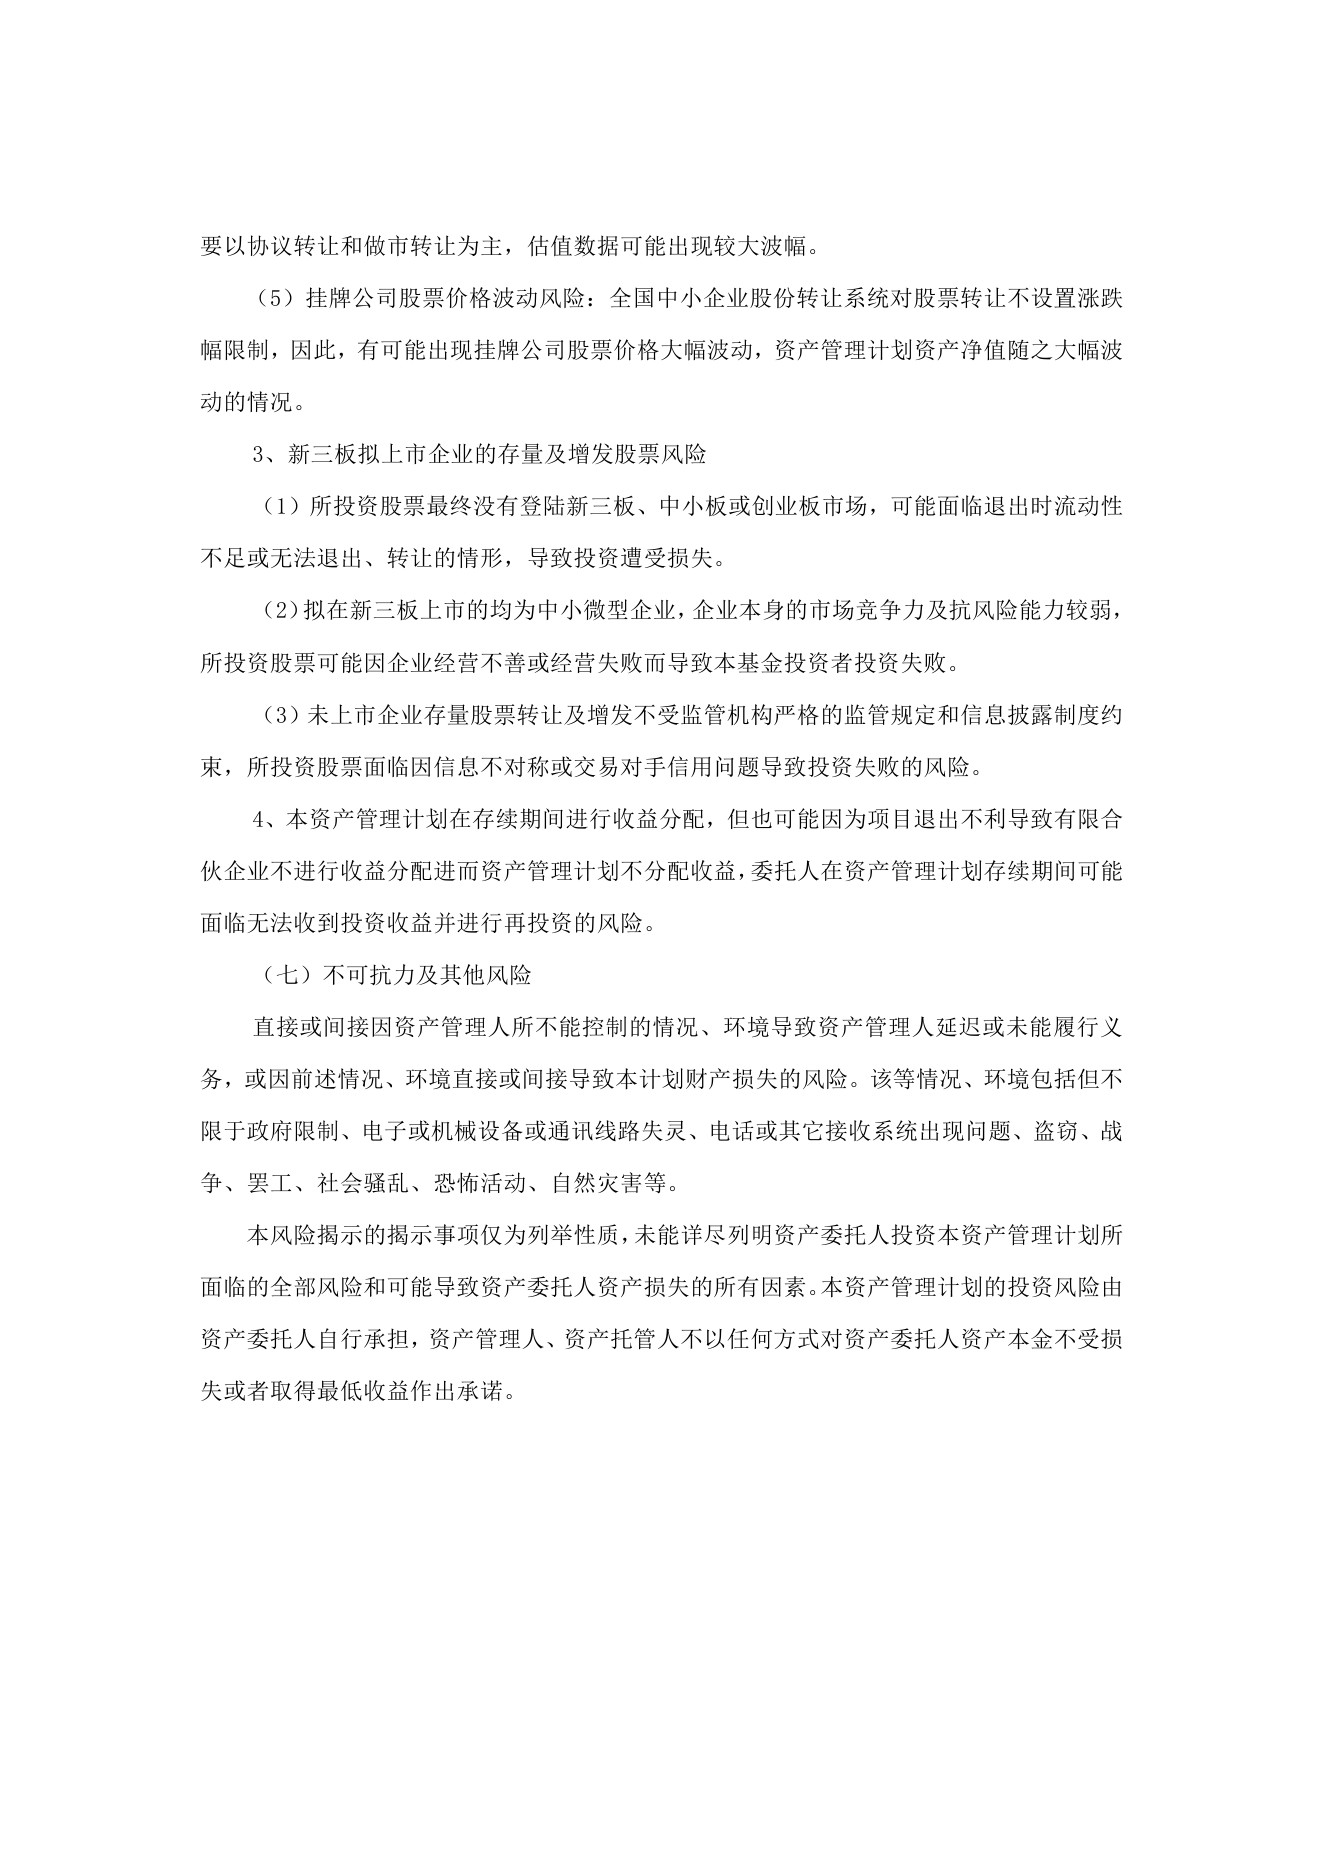 要以协议转让和做市转让为主，估值数据可能出现较大波幅。
（5）挂牌公司股票价格波动风险：全国中小企业股份转让系统对股票转让不设置涨跌
幅限制，因此，有可能出现挂牌公司股票价格大幅波动，资产管理计划资产净值随之大幅波
动的情况。
3、新三板拟上市企业的存量及增发股票风险
（1）所投资股票最终没有登陆新三板、中小板或创业板市场，可能面临退出时流动性
不足或无法退出、转让的情形，导致投资遭受损失。
（2）拟在新三板上市的均为中小微型企业，企业本身的市场竞争力及抗风险能力较弱，
所投资股票可能因企业经营不善或经营失败而导致本基金投资者投资失败。
（3）未上市企业存量股票转让及增发不受监管机构严格的监管规定和信息披露制度约
束，所投资股票面临因信息不对称或交易对手信用问题导致投资失败的风险。
4、本资产管理计划在存续期间进行收益分配，但也可能因为项目退出不利导致有限合
伙企业不进行收益分配进而资产管理计划不分配收益，委托人在资产管理计划存续期间可能
面临无法收到投资收益并进行再投资的风险。
（七）不可抗力及其他风险
直接或间接因资产管理人所不能控制的情况、环境导致资产管理人延迟或未能履行义
务，或因前述情况、环境直接或间接导致本计划财产损失的风险。该等情况、环境包括但不
限于政府限制、电子或机械设备或通讯线路失灵、电话或其它接收系统出现问题、盗窃、战
争、罢工、社会骚乱、恐怖活动、自然灾害等。
本风险揭示的揭示事项仅为列举性质，未能详尽列明资产委托人投资本资产管理计划所
面临的全部风险和可能导致资产委托人资产损失的所有因素。本资产管理计划的投资风险由
资产委托人自行承担，资产管理人、资产托管人不以任何方式对资产委托人资产本金不受损
失或者取得最低收益作出承诺。